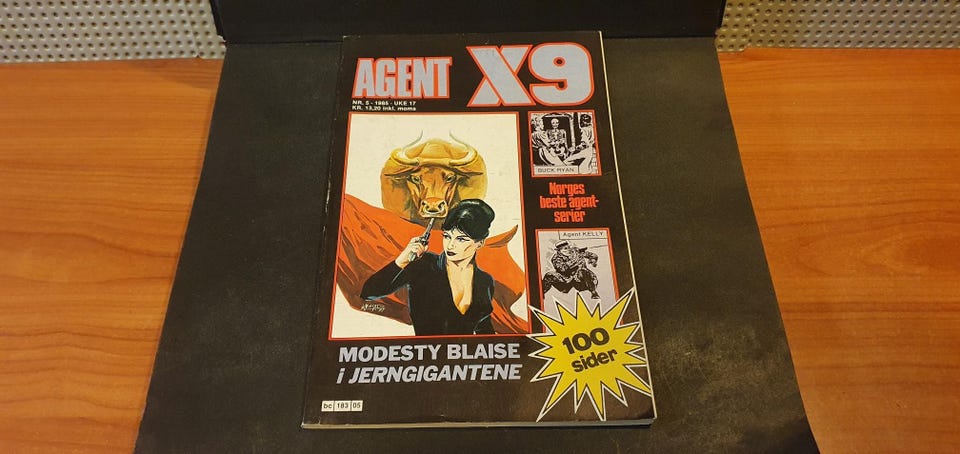 AGENT X9
NR. 5 - 1985 - UKE 17
KR. 13,20 inkl. moms
BUCK RYAN
Norges
beste agent-
serier
Agent KELLY
100
sider
MODESTY BLAISE
i JERNGIGANTENE
bc 183 05